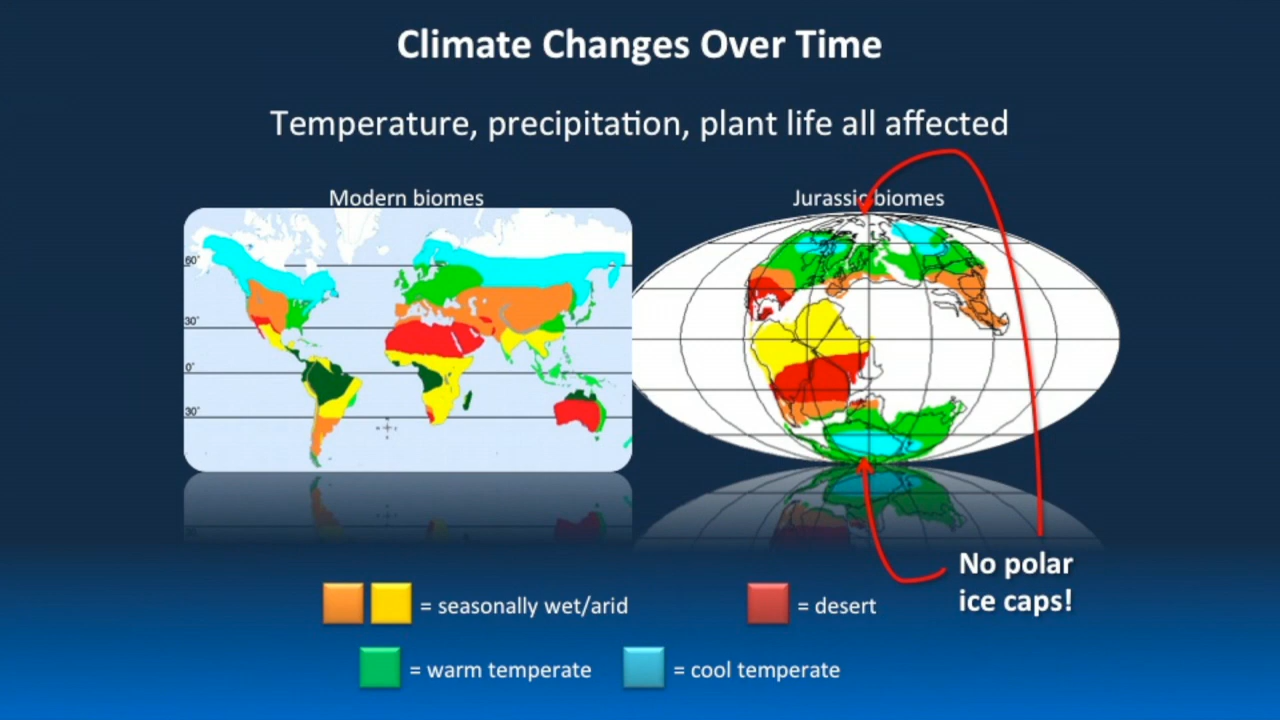 Climate Changes Over Time
Temperature, precipitation, plant life all affected
Modern biomes
Jurassic biomes
60°
30°
0°
30°
No polar
ice caps!
= seasonally wet/arid
= desert
= warm temperate
= cool temperate